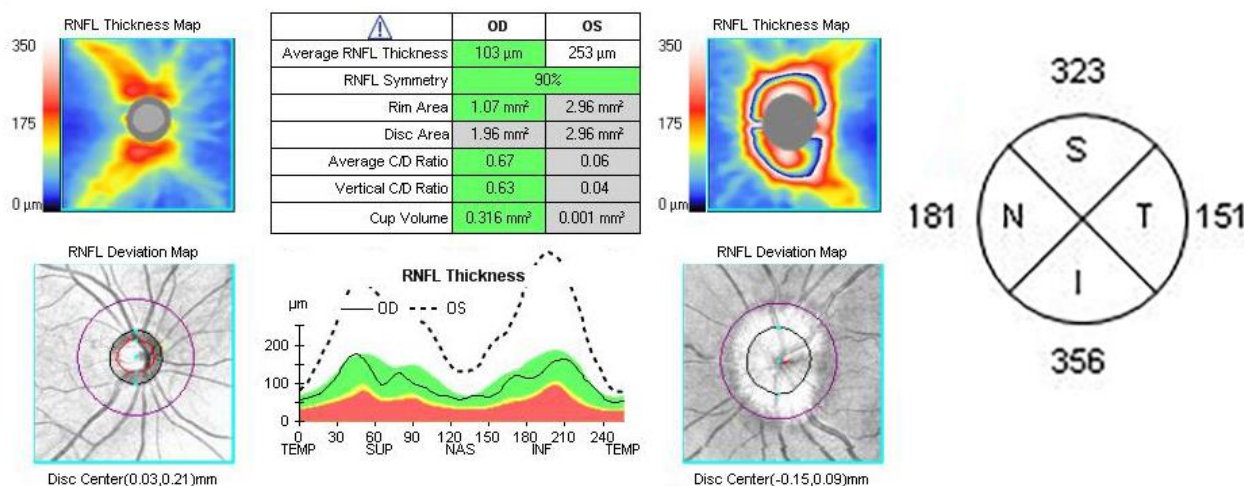 RNFL Thickness Map
350
175
0 µm
OD OS
Average RNFL Thickness 103 µm 253 µm
RNFL Symmetry 90%
Rim Area 1.07 mm² 2.96 mm²
Disc Area 1.96 mm² 2.96 mm²
Average C/D Ratio 0.67 0.06
Vertical C/D Ratio 0.63 0.04
Cup Volume 0.316 mm³ 0.001 mm³
RNFL Thickness Map
350
175
0 µm
323
S
181 N T 151
I
356
RNFL Deviation Map
Disc Center(0.03,0.21)mm
RNFL Thickness
µm
OD OS
200
100
0
0 30 60 90 120 150 180 210 240
TEMP SUP NAS INF TEMP
RNFL Deviation Map
Disc Center(-0.15,0.09)mm